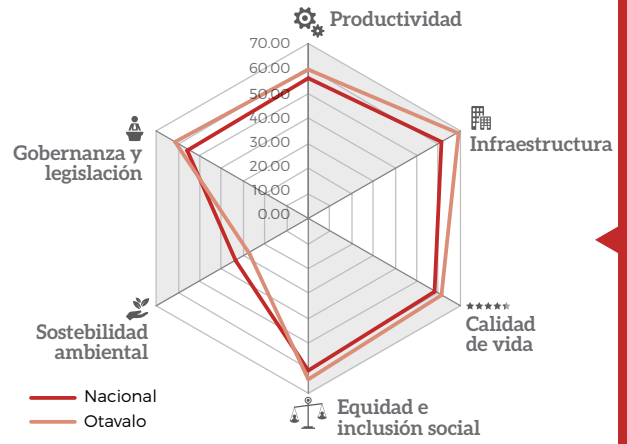 Productividad
70.00
60.00
50.00
40.00
30.00
20.00
10.00
0.00
Infraestructura
Gobernanza y
legislación
Calidad
de vida
Sostebilidad
ambiental
Equidad e
inclusión social
Nacional
Otavalo